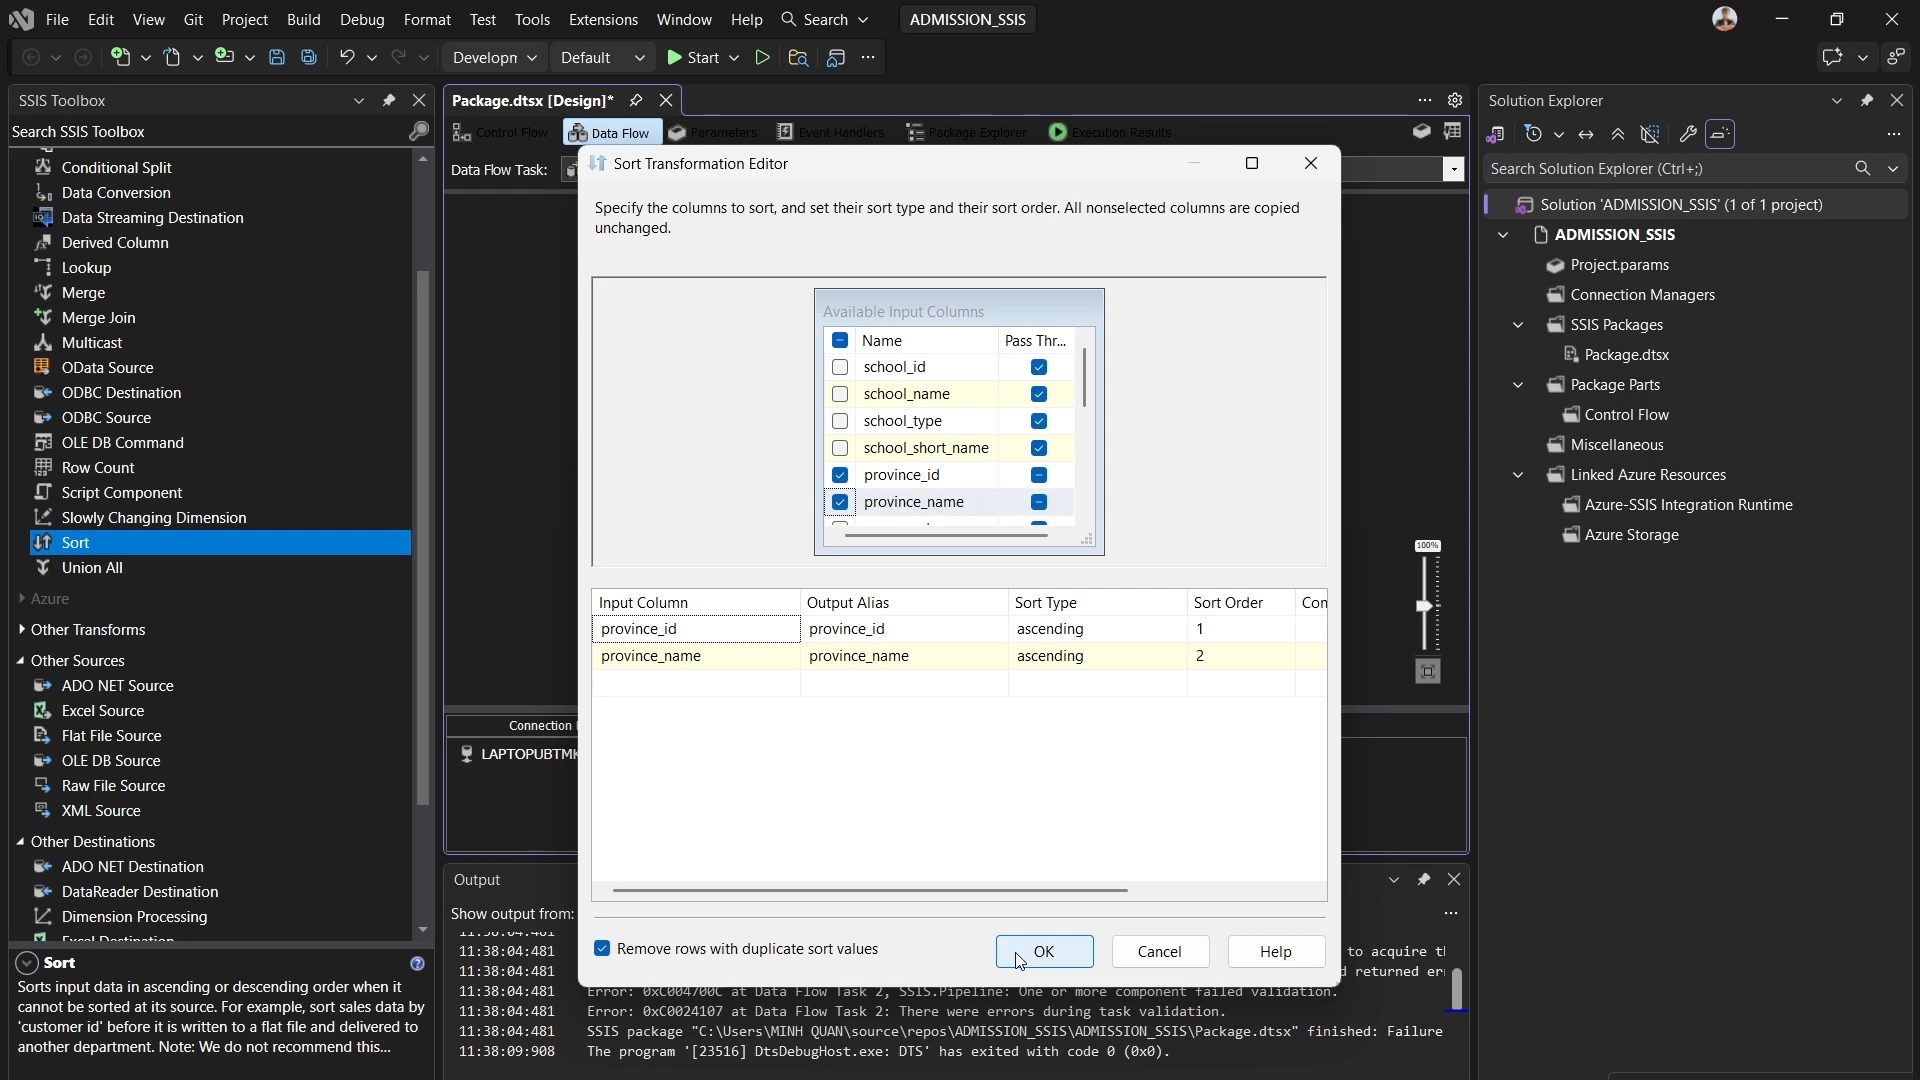 File Edit View Git Project Build Debug Format Test Tools Extensions Window Help Search ADMISSION_SSIS
Developn Default Start
SSIS Toolbox
Search SSIS Toolbox
Conditional Split
Data Conversion
Data Streaming Destination
Derived Column
Lookup
Merge
Merge Join
Multicast
OData Source
ODBC Destination
ODBC Source
OLE DB Command
Row Count
Script Component
Slowly Changing Dimension
Sort
Union All
Azure
Other Transforms
Other Sources
ADO NET Source
Excel Source
Flat File Source
OLE DB Source
Raw File Source
XML Source
Other Destinations
ADO NET Destination
DataReader Destination
Dimension Processing
Excel Destination
Sort
Sorts input data in ascending or descending order when it
cannot be sorted at its source. For example, sort sales data by
'customer id' before it is written to a flat file and delivered to
another department. Note: We do not recommend this...
Package.dtsx [Design]*
Control Flow Data Flow Parameters Event Handlers Package Explorer Execution Results
Data Flow Task:
Sort Transformation Editor
Specify the columns to sort, and set their sort type and their sort order. All nonselected columns are copied
unchanged.
Available Input Columns
Name Pass Thr...
school_id
school_name
school_type
school_short_name
province_id
province_name
Input Column Output Alias Sort Type Sort Order Con
province_id province_id ascending 1
province_name province_name ascending 2
Remove rows with duplicate sort values
OK Cancel Help
100%
Connection
LAPTOPUBTMK
Output
Show output from:
11:38:04:481
11:38:04:481 to acquire t
11:38:04:481 returned er
11:38:04:481 Error: 0xC004700C at Data Flow Task 2, SSIS.Pipeline: One or more component failed validation.
11:38:04:481 Error: 0xC0024107 at Data Flow Task 2: There were errors during task validation.
11:38:04:481 SSIS package "C:\Users\MINH QUAN\source\repos\ADMISSION_SSIS\ADMISSION_SSIS\Package.dtsx" finished: Failure
11:38:09:908 The program '[23516] DtsDebugHost.exe: DTS' has exited with code 0 (0x0).
Solution Explorer
Search Solution Explorer (Ctrl+;)
Solution 'ADMISSION_SSIS' (1 of 1 project)
ADMISSION_SSIS
Project.params
Connection Managers
SSIS Packages
Package.dtsx
Package Parts
Control Flow
Miscellaneous
Linked Azure Resources
Azure-SSIS Integration Runtime
Azure Storage